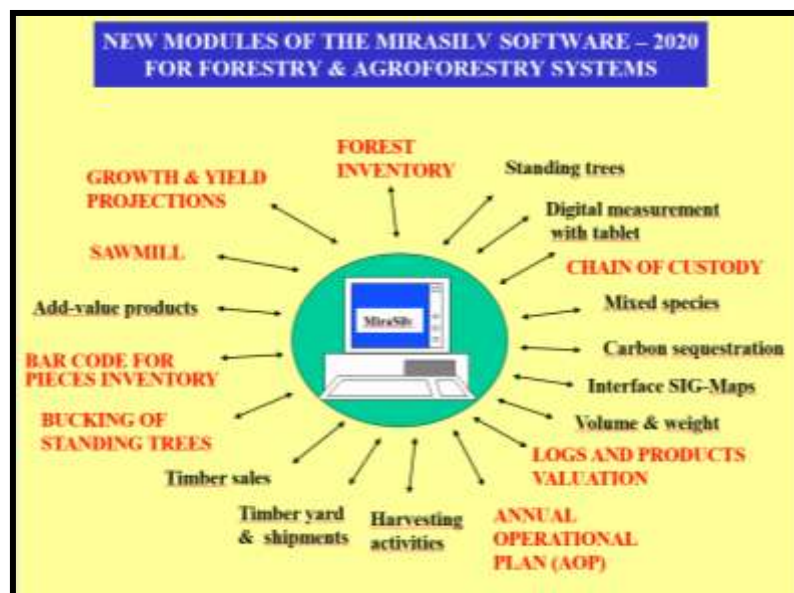 NEW MODULES OF THE MIRASILV SOFTWARE – 2020
FOR FORESTRY & AGROFORESTRY SYSTEMS
FOREST
INVENTORY
Standing trees
GROWTH & YIELD
PROJECTIONS
Digital measurement
with tablet
SAWMILL
CHAIN OF CUSTODY
Add-value products
Mixed species
MiraSilv
Carbon sequestration
BAR CODE FOR
PIECES INVENTORY
Interface SIG-Maps
Volume & weight
BUCKING OF
STANDING TREES
LOGS AND PRODUCTS
VALUATION
Timber sales
Timber yard
& shipments
Harvesting
activities
ANNUAL
OPERATIONAL
PLAN (AOP)